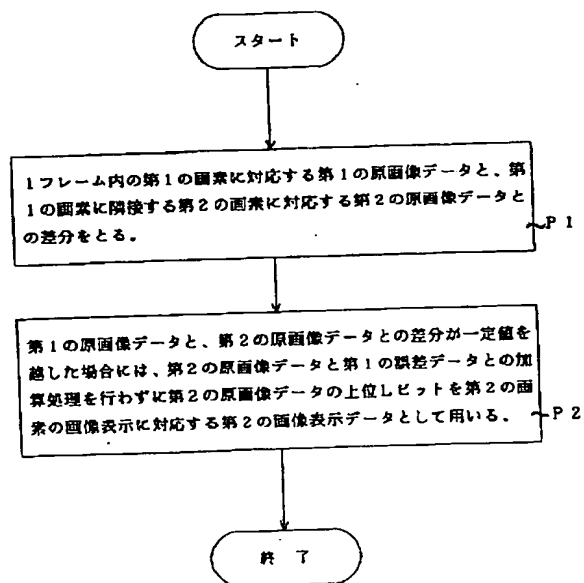 スタート
1フレーム内の第1の画素に対応する第1の原画像データと、第
1の画素に隣接する第2の画素に対応する第2の原画像データと
の差分をとる。
～P1
第1の原画像データと、第2の原画像データとの差分が一定値を
越した場合には、第2の原画像データと第1の誤差データとの加
算処理を行わずに第2の原画像データの上位Lビットを第2の画
素の画像表示に対応する第2の画像表示データとして用いる。
～P2
終 了